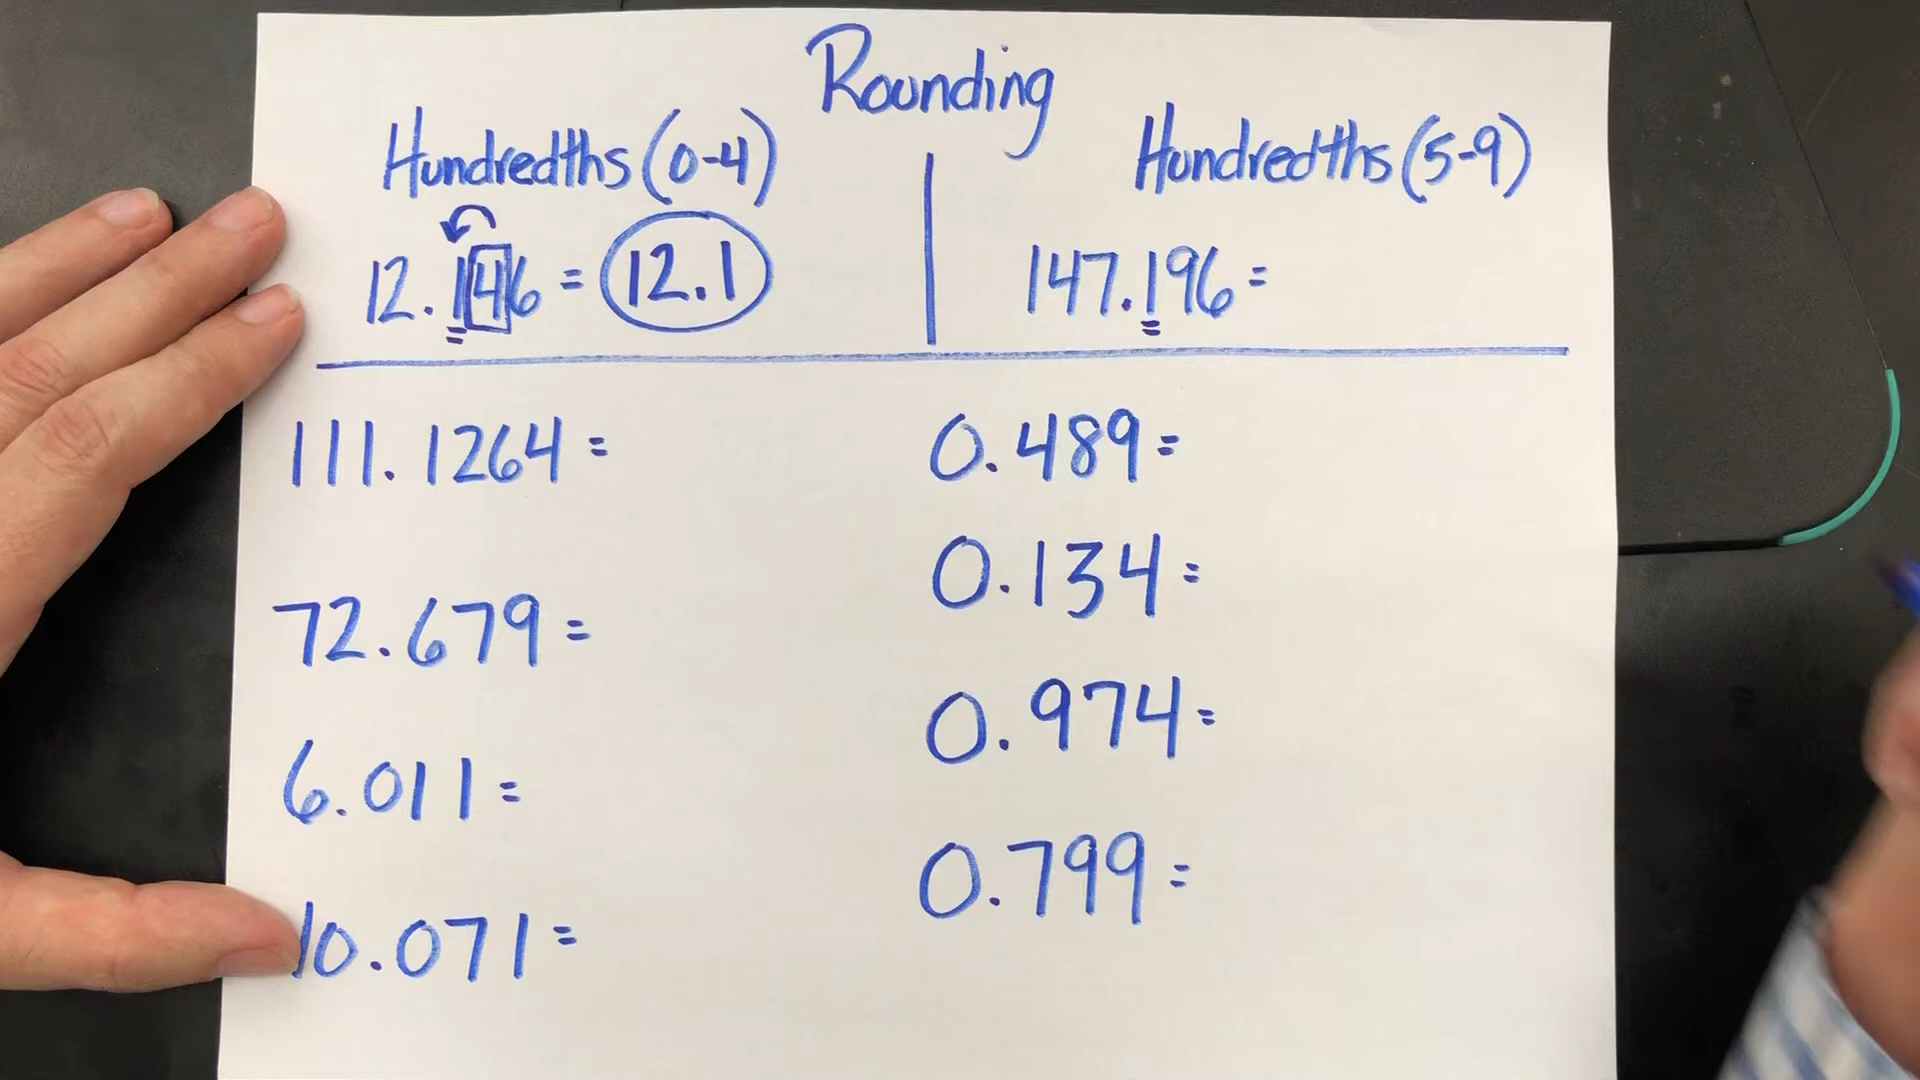 Rounding
Hundredths (0-4)
12.146 = 12.1
Hundredths (5-9)
147.196 =
111.1264 =
72.679 =
6.011 =
10.071 =
0.489 =
0.134 =
0.974 =
0.799 =